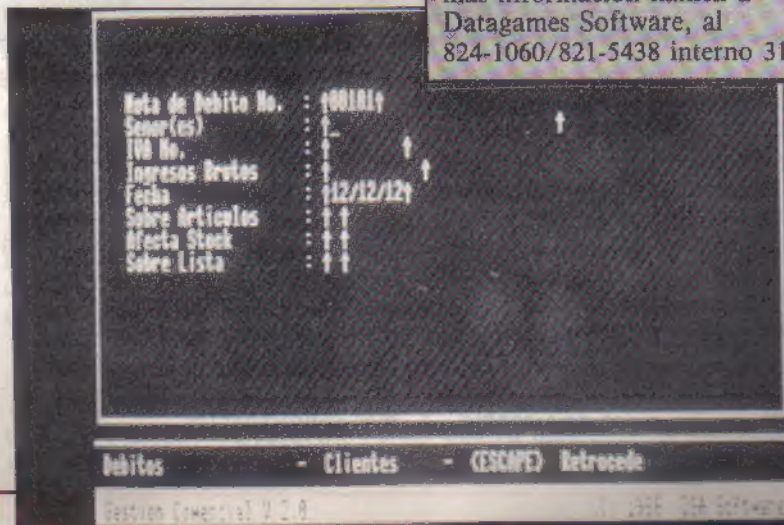 Datagames Software, al
824-1060/821-5438 interno 31
Nota de Debito No. : ↑00101↑
Senor(es) : ↑_ ↑
IVA No. : ↑ ↑
Ingresos Brutos : ↑ ↑
Fecha : ↑12/12/12↑
Sobre Articulos : ↑ ↑
Afecta Stock : ↑ ↑
Sobre Lista : ↑ ↑
Debitos - Clientes - (ESCAPE) Retrocede
Gestion Comercial V 2.0 1986 Software